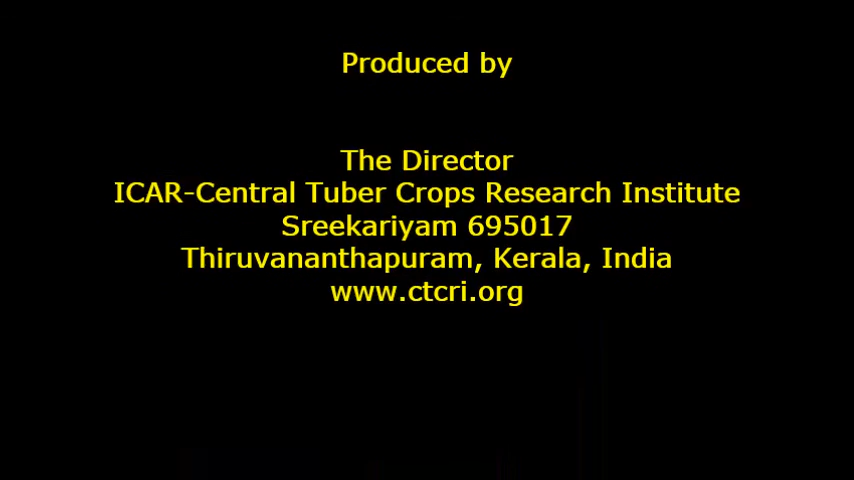 Produced by
The Director
ICAR-Central Tuber Crops Research Institute
Sreekariyam 695017
Thiruvananthapuram, Kerala, India
www.ctcri.org